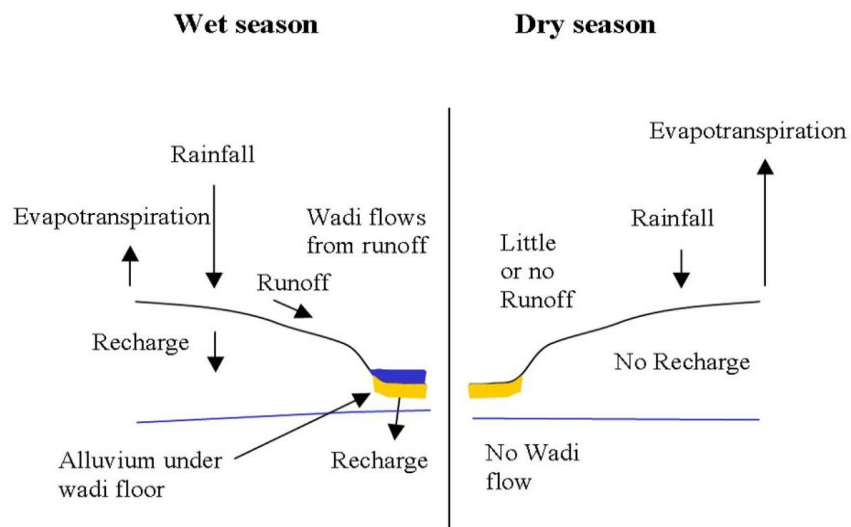 Wet season
Dry season
Rainfall
Evapotranspiration
Wadi flows
from runoff
Runoff
Recharge
Alluvium under
wadi floor
Recharge
Evapotranspiration
Rainfall
Little
or no
Runoff
No Recharge
No Wadi
flow